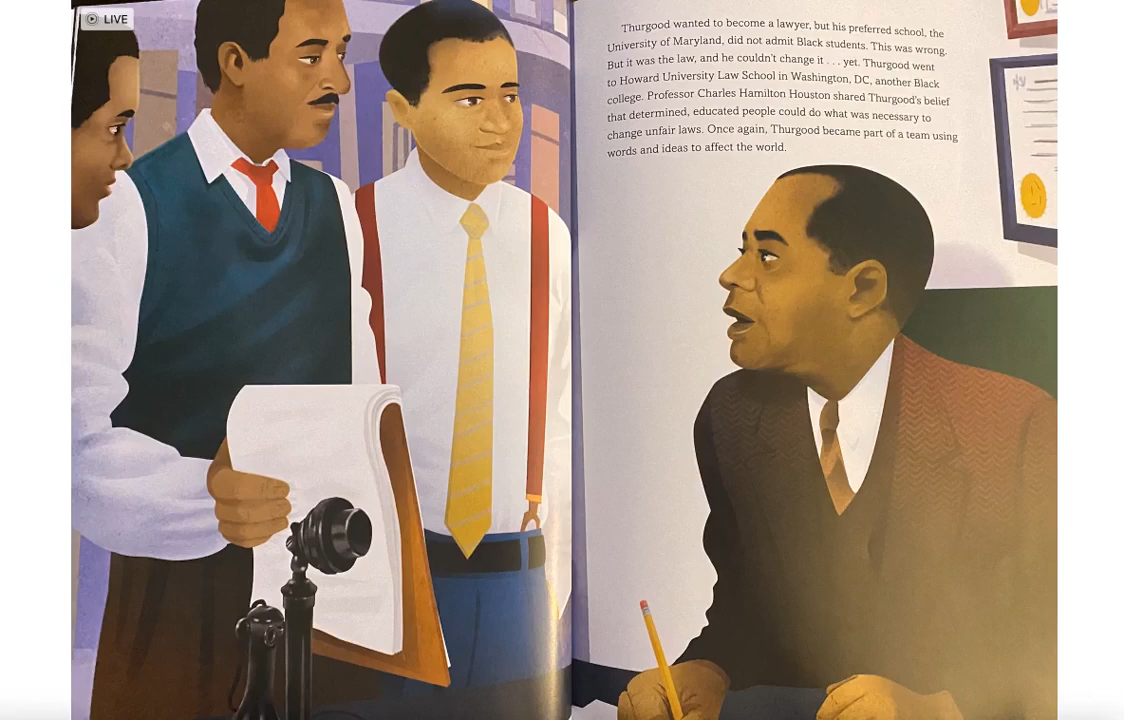 LIVE
Thurgood wanted to become a lawyer, but his preferred school, the
University of Maryland, did not admit Black students. This was wrong.
But it was the law, and he couldn't change it . . . yet. Thurgood went
to Howard University Law School in Washington, DC, another Black
college. Professor Charles Hamilton Houston shared Thurgood's belief
that determined, educated people could do what was necessary to
change unfair laws. Once again, Thurgood became part of a team using
words and ideas to affect the world.